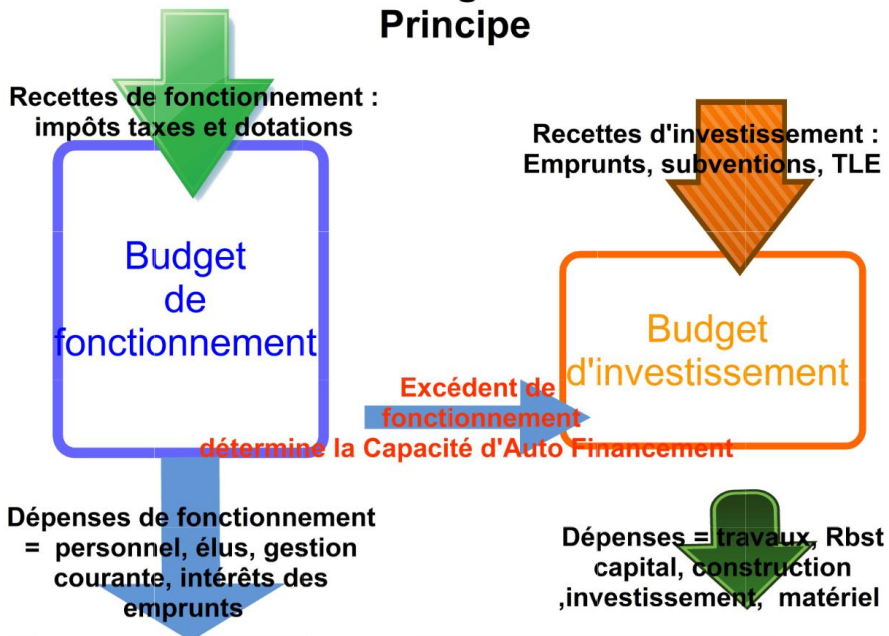 Principe
Recettes de fonctionnement :
impôts taxes et dotations
Recettes d'investissement :
Emprunts, subventions, TLE
Budget
de
fonctionnement
Budget
d'investissement
Excédent de
fonctionnement
détermine la Capacité d'Auto Financement
Dépenses de fonctionnement
= personnel, élus, gestion
courante, intérêts des
emprunts
Dépenses = travaux, Rbst
capital, construction
,investissement, matériel